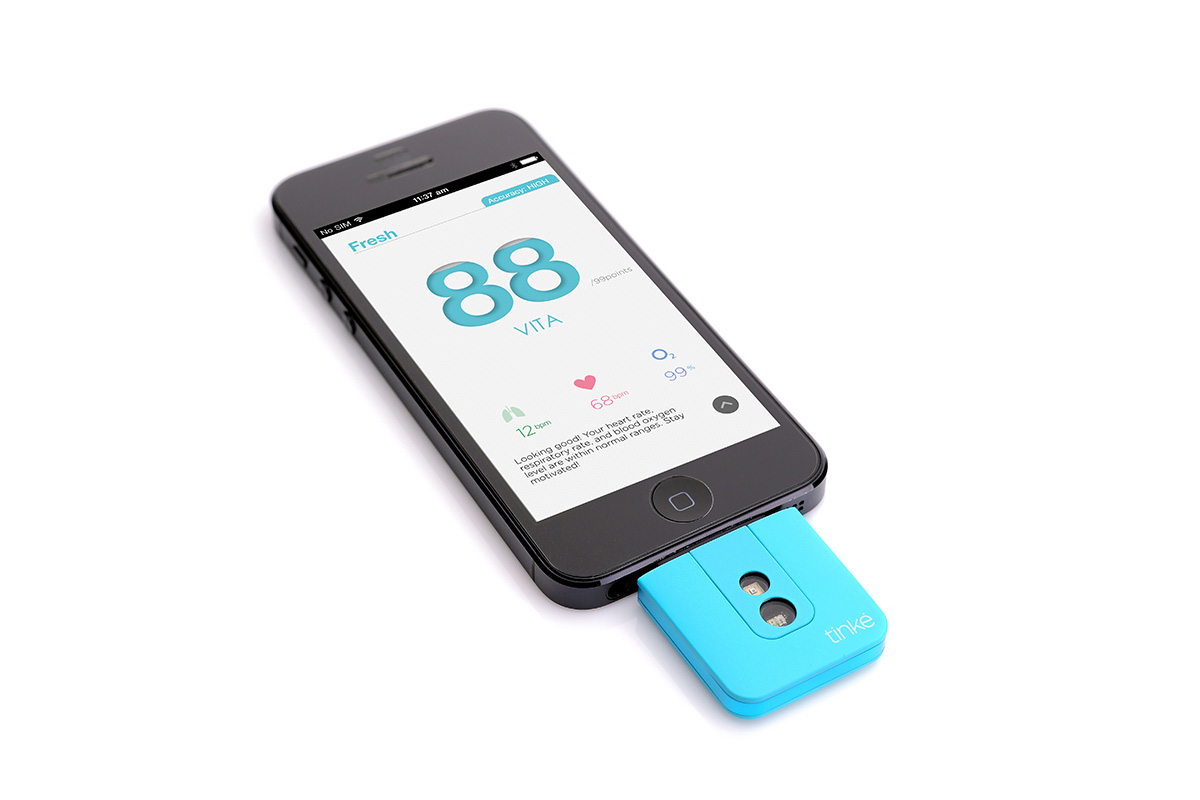 No SIM 11:37 am
Accuracy: HIGH
Fresh
88 /99points
VITA
O2
12 bpm 68 bpm 99 %
Looking good! Your heart rate,
respiratory rate, and blood oxygen
level are within normal ranges. Stay
motivated!
tinkė